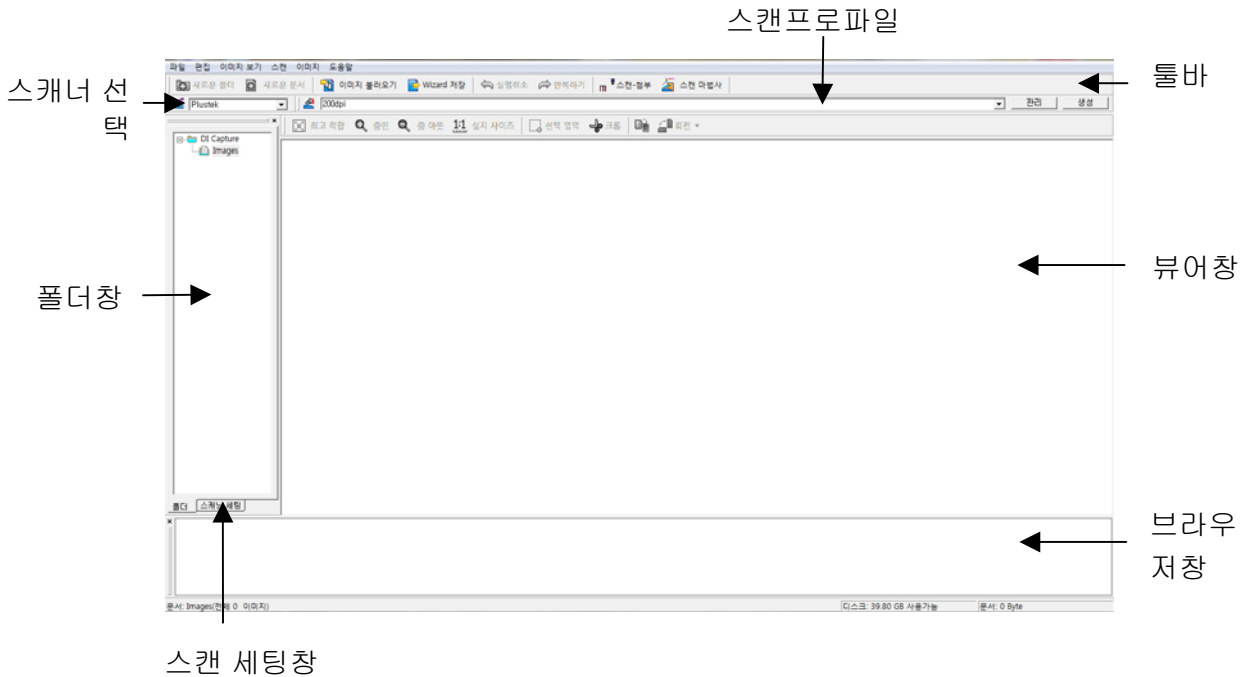 스캔프로파일
파일 편집 이미지 보기 스캔 이미지 도움말
새로운 폴더 새로운 문서 이미지 불러오기 Wizard 저장 실행취소 반복하기 스캔-첨부 스캔 마법사
툴바
스캐너 선
택
Plustek 200dpi 관리 생성
최고 적합 줌인 줌 아웃 1:1 실지 사이즈 선택 영역 크롭 회전
DI Capture
Images
폴더창
뷰어창
폴더 스캐너 세팅
브라우
저창
문서: Images(전체 0 이미지) 디스크: 39.80 GB 사용가능 문서: 0 Byte
스캔 세팅창